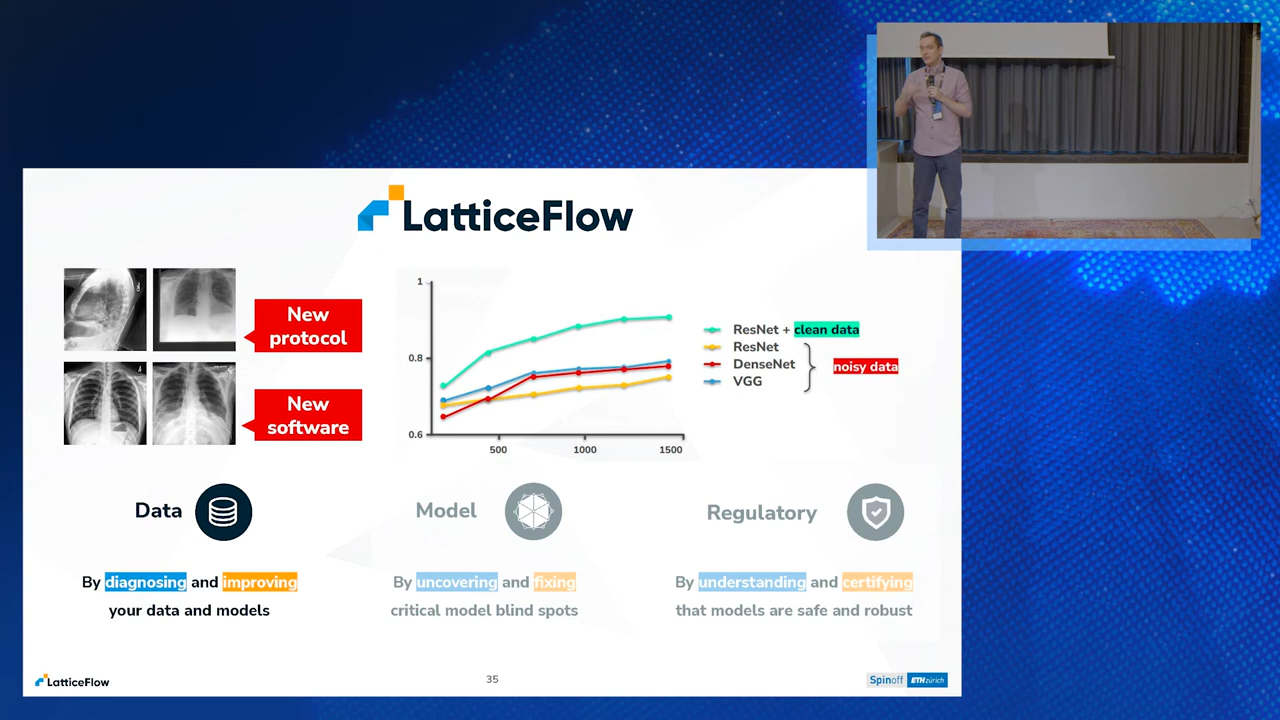 LatticeFlow
New
protocol
New
software
1
0.8
0.6
500
1000
1500
ResNet + clean data
ResNet
DenseNet
VGG
noisy data
Data
Model
Regulatory
By diagnosing and improving
your data and models
By uncovering and fixing
critical model blind spots
By understanding and certifying
that models are safe and robust
LatticeFlow
35
Spinoff ETH zürich